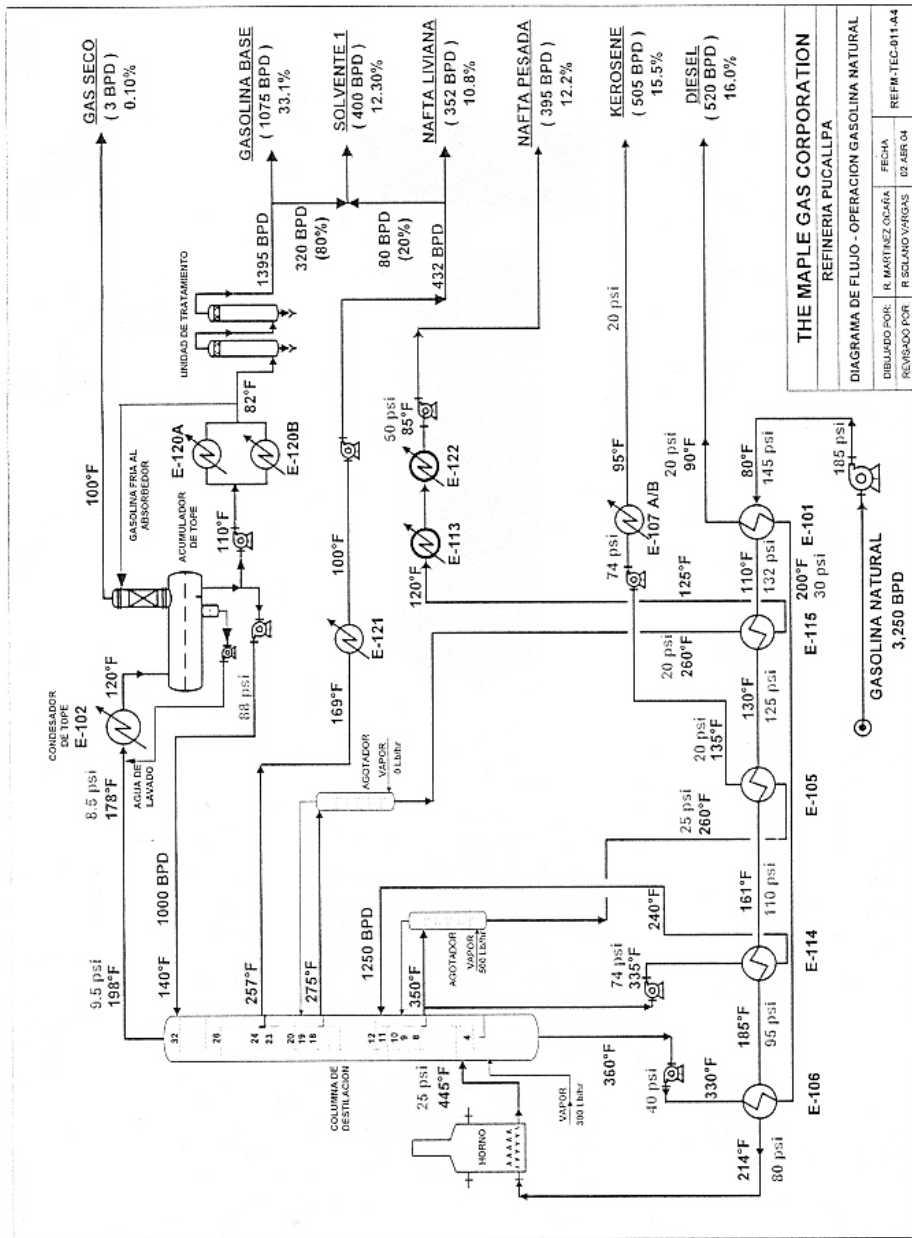 GAS SECO
( 3 BPD )
0.10%
GASOLINA BASE
( 1075 BPD )
33.1%
SOLVENTE 1
( 400 BPD )
12.30%
NAFTA LIVIANA
( 352 BPD )
10.8%
NAFTA PESADA
( 395 BPD )
12.2%
KEROSENE
( 505 BPD )
15.5%
DIESEL
(520 BPD )
16.0%
100°F
GASOLINA FRIA AL
ABSORBEDOR
UNIDAD DE TRATAMIENTO
1395 BPD
320 BPD
(80%)
80 BPD
(20%)
432 BPD
82°F
E-120A
E-120B
110°F
ACUMULADOR
DE TOPE
120°F
CONDESADOR
DE TOPE
E-102
8.5 psi
178°F
AGUA DE
LAVADO
88 psi
9.5 psi
198°F
140°F
1000 BPD
257°F
169°F
E-121
100°F
275°F
AGOTADOR
VAPOR
0 Lb/hr
20 psi
260°F
125°F
120°F
E-113
E-122
50 psi
85°F
1250 BPD
240°F
350°F
AGOTADOR
VAPOR
500 Lb/hr
25 psi
260°F
20 psi
135°F
74 psi
E-107 A/B
95°F
20 psi
74 psi
335°F
32
26
24
23
20
19
18
12
11
10
9
8
4
COLUMNA DE
DESTILACION
25 psi
445°F
HORNO
VAPOR
300 Lb/hr
360°F
40 psi
330°F
E-106
214°F
80 psi
185°F
95 psi
E-114
161°F
110 psi
E-105
130°F
125 psi
E-115
110°F
132 psi
200°F
30 psi
E-101
20 psi
90°F
80°F
145 psi
185 psi
GASOLINA NATURAL
3,250 BPD
THE MAPLE GAS CORPORATION
REFINERIA PUCALLPA
DIAGRAMA DE FLUJO - OPERACION GASOLINA NATURAL
DIBUJADO POR: R. MARTINEZ OCAÑA FECHA REFM-TEC-011-A4
REVISADO POR: R SOLANO VARGAS 02.ABR.04